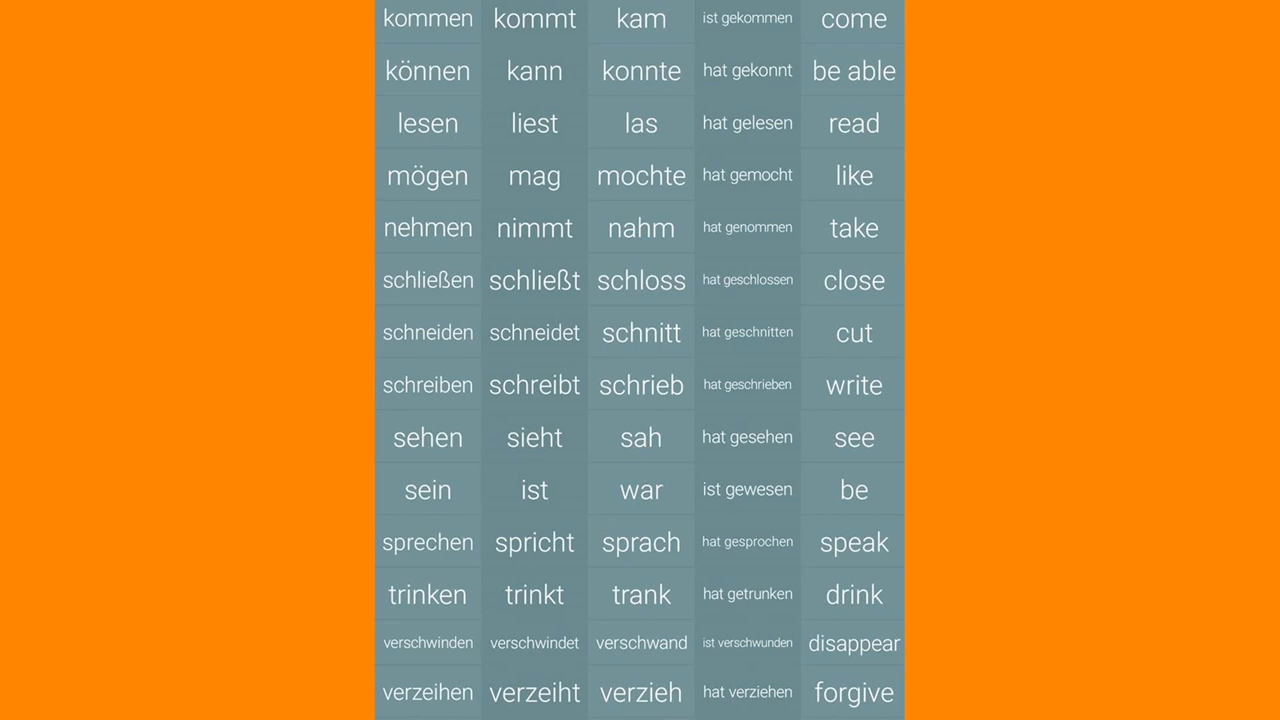 kommen kommt kam ist gekommen come
können kann konnte hat gekonnt be able
lesen liest las hat gelesen read
mögen mag mochte hat gemocht like
nehmen nimmt nahm hat genommen take
schließen schließt schloss hat geschlossen close
schneiden schneidet schnitt hat geschnitten cut
schreiben schreibt schrieb hat geschrieben write
sehen sieht sah hat gesehen see
sein ist war ist gewesen be
sprechen spricht sprach hat gesprochen speak
trinken trinkt trank hat getrunken drink
verschwinden verschwindet verschwand ist verschwunden disappear
verzeihen verzeiht verzieh hat verziehen forgive